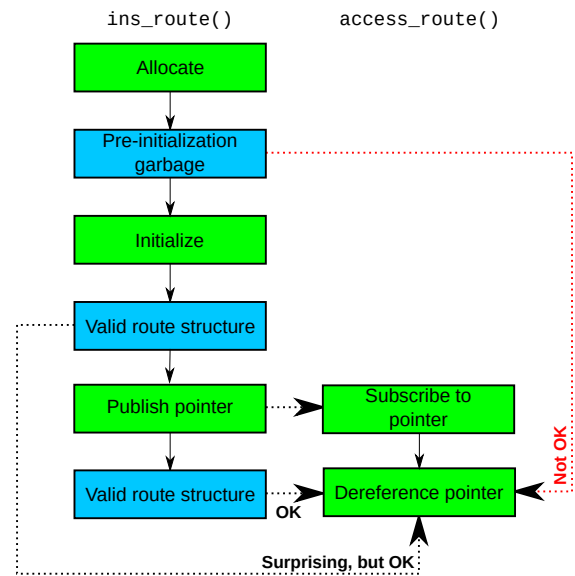 ins_route()
access_route()
Allocate
Pre-initialization
garbage
Initialize
Valid route structure
Publish pointer
Subscribe to
pointer
Valid route structure
OK
Dereference pointer
Not OK
Surprising, but OK